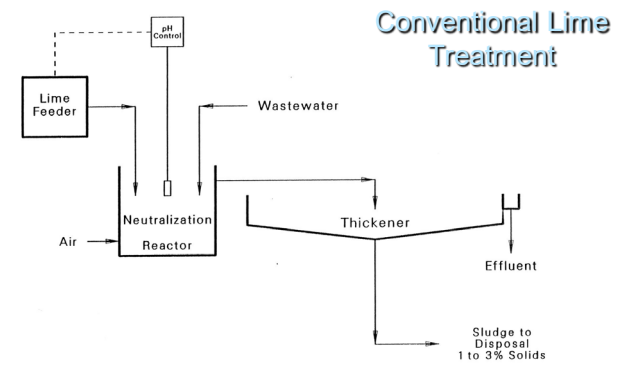 Conventional Lime
Treatment
pH
Control
Lime
Feeder
Wastewater
Neutralization
Reactor
Air
Thickener
Effluent
Sludge to
Disposal
1 to 3% Solids